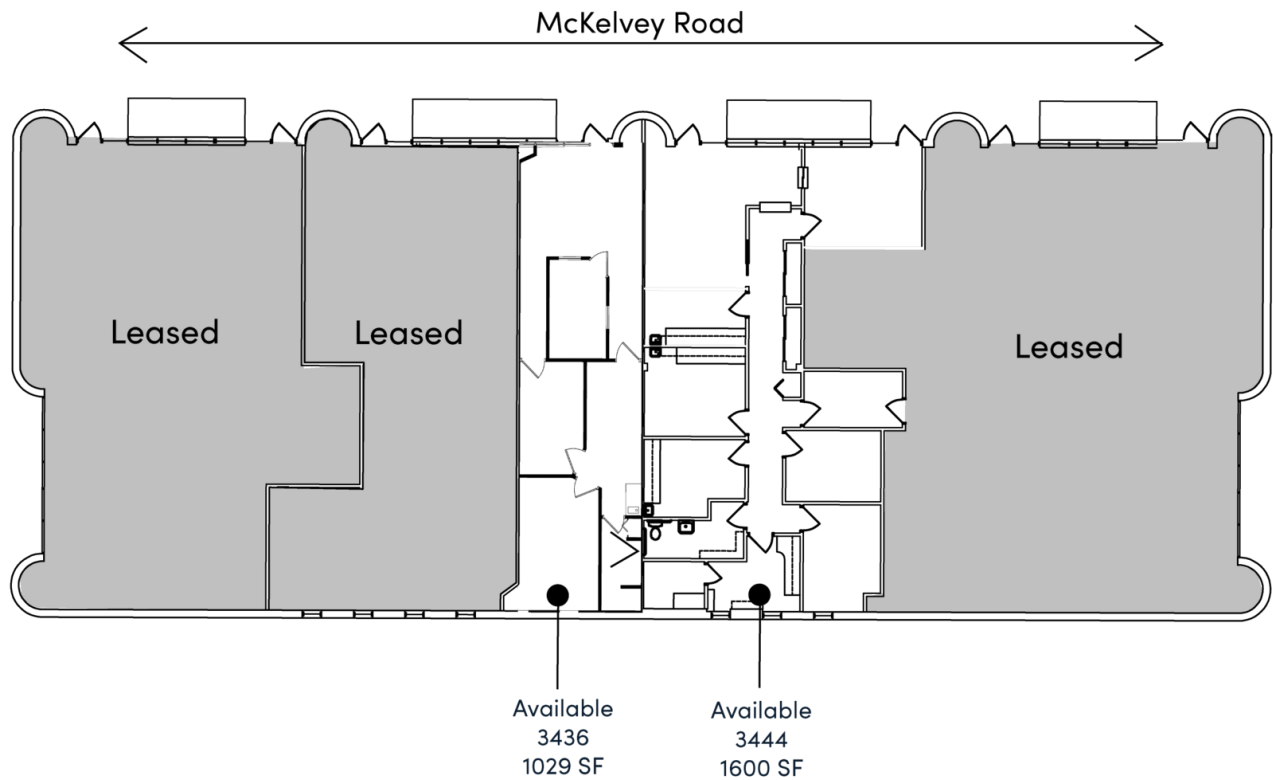 McKelvey Road
Leased
Leased
Leased
Available
3436
1029 SF
Available
3444
1600 SF